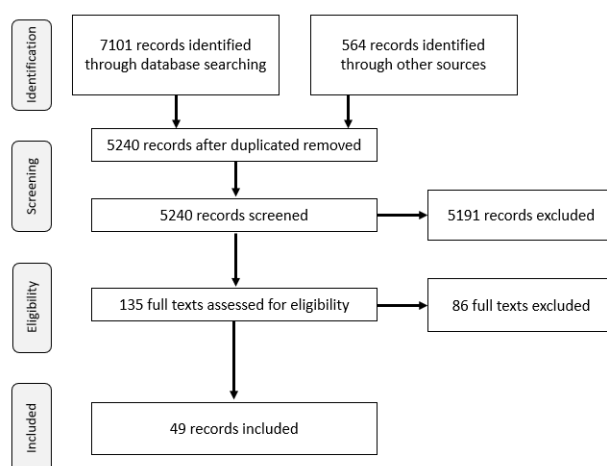 Identification
7101 records identified
through database searching
564 records identified
through other sources
5240 records after duplicated removed
Screening
5240 records screened
5191 records excluded
Eligibility
135 full texts assessed for eligibility
86 full texts excluded
Included
49 records included